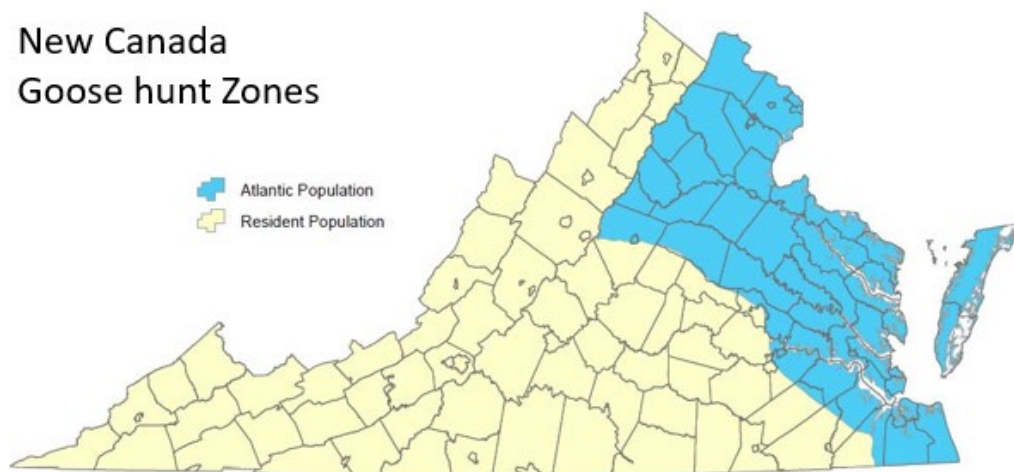 New Canada
Goose hunt Zones
Atlantic Population
Resident Population